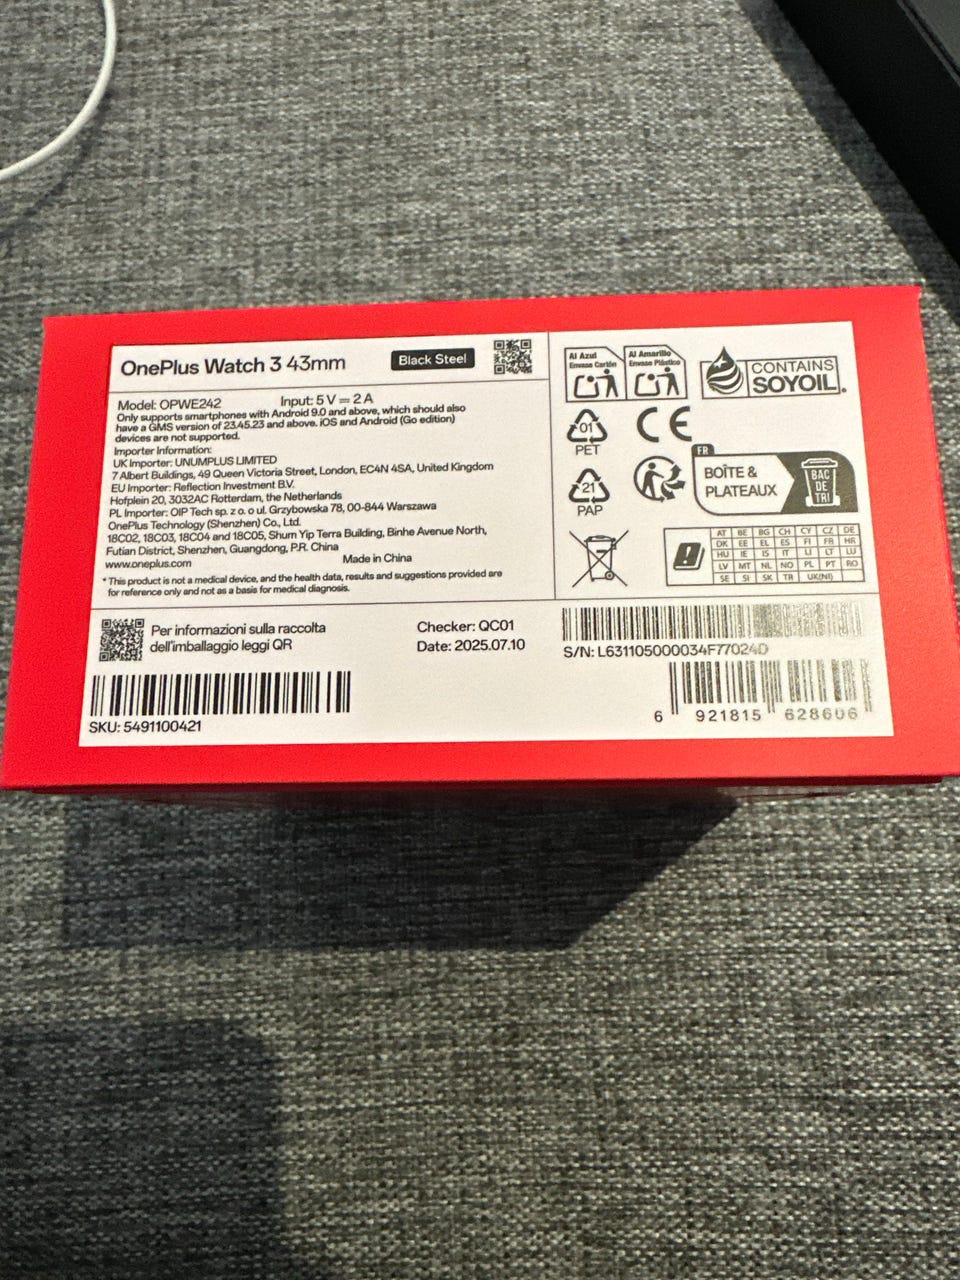 OnePlus Watch 3 43mm
Black Steel
Model: OPWE242 Input: 5 V ⎓ 2 A
Only supports smartphones with Android 9.0 and above, which should also
have a GMS version of 23.45.23 and above. iOS and Android (Go edition)
devices are not supported.
Importer Information:
UK Importer: UNUMPLUS LIMITED
7 Albert Buildings, 49 Queen Victoria Street, London, EC4N 4SA, United Kingdom
EU Importer: Reflection Investment B.V.
Hofplein 20, 3032AC Rotterdam, the Netherlands
PL Importer: OIP Tech sp. z o. o ul. Grzybowska 78, 00-844 Warszawa
OnePlus Technology (Shenzhen) Co., Ltd.
18C02, 18C03, 18C04 and 18C05, Shum Yip Terra Building, Binhe Avenue North,
Futian District, Shenzhen, Guangdong, P.R. China
www.oneplus.com Made in China
* This product is not a medical device, and the health data, results and suggestions provided are
for reference only and not as a basis for medical diagnosis.
Al Azul
Envase Cartón
Al Amarillo
Envase Plástico
CONTAINS
SOYOIL.
01
PET
CE
21
PAP
FR
BOÎTE &
PLATEAUX
BAC
DE
TRI
AT BE BG CH CY CZ DE
DK EE EL ES FI FR HR
HU IE IS IT LI LT LU
LV MT NL NO PL PT RO
SE SI SK TR UK(NI)
Per informazioni sulla raccolta
dell'imballaggio leggi QR
Checker: QC01
Date: 2025.07.10
S/N: L631105000034F77024D
SKU: 5491100421
6 921815 628606